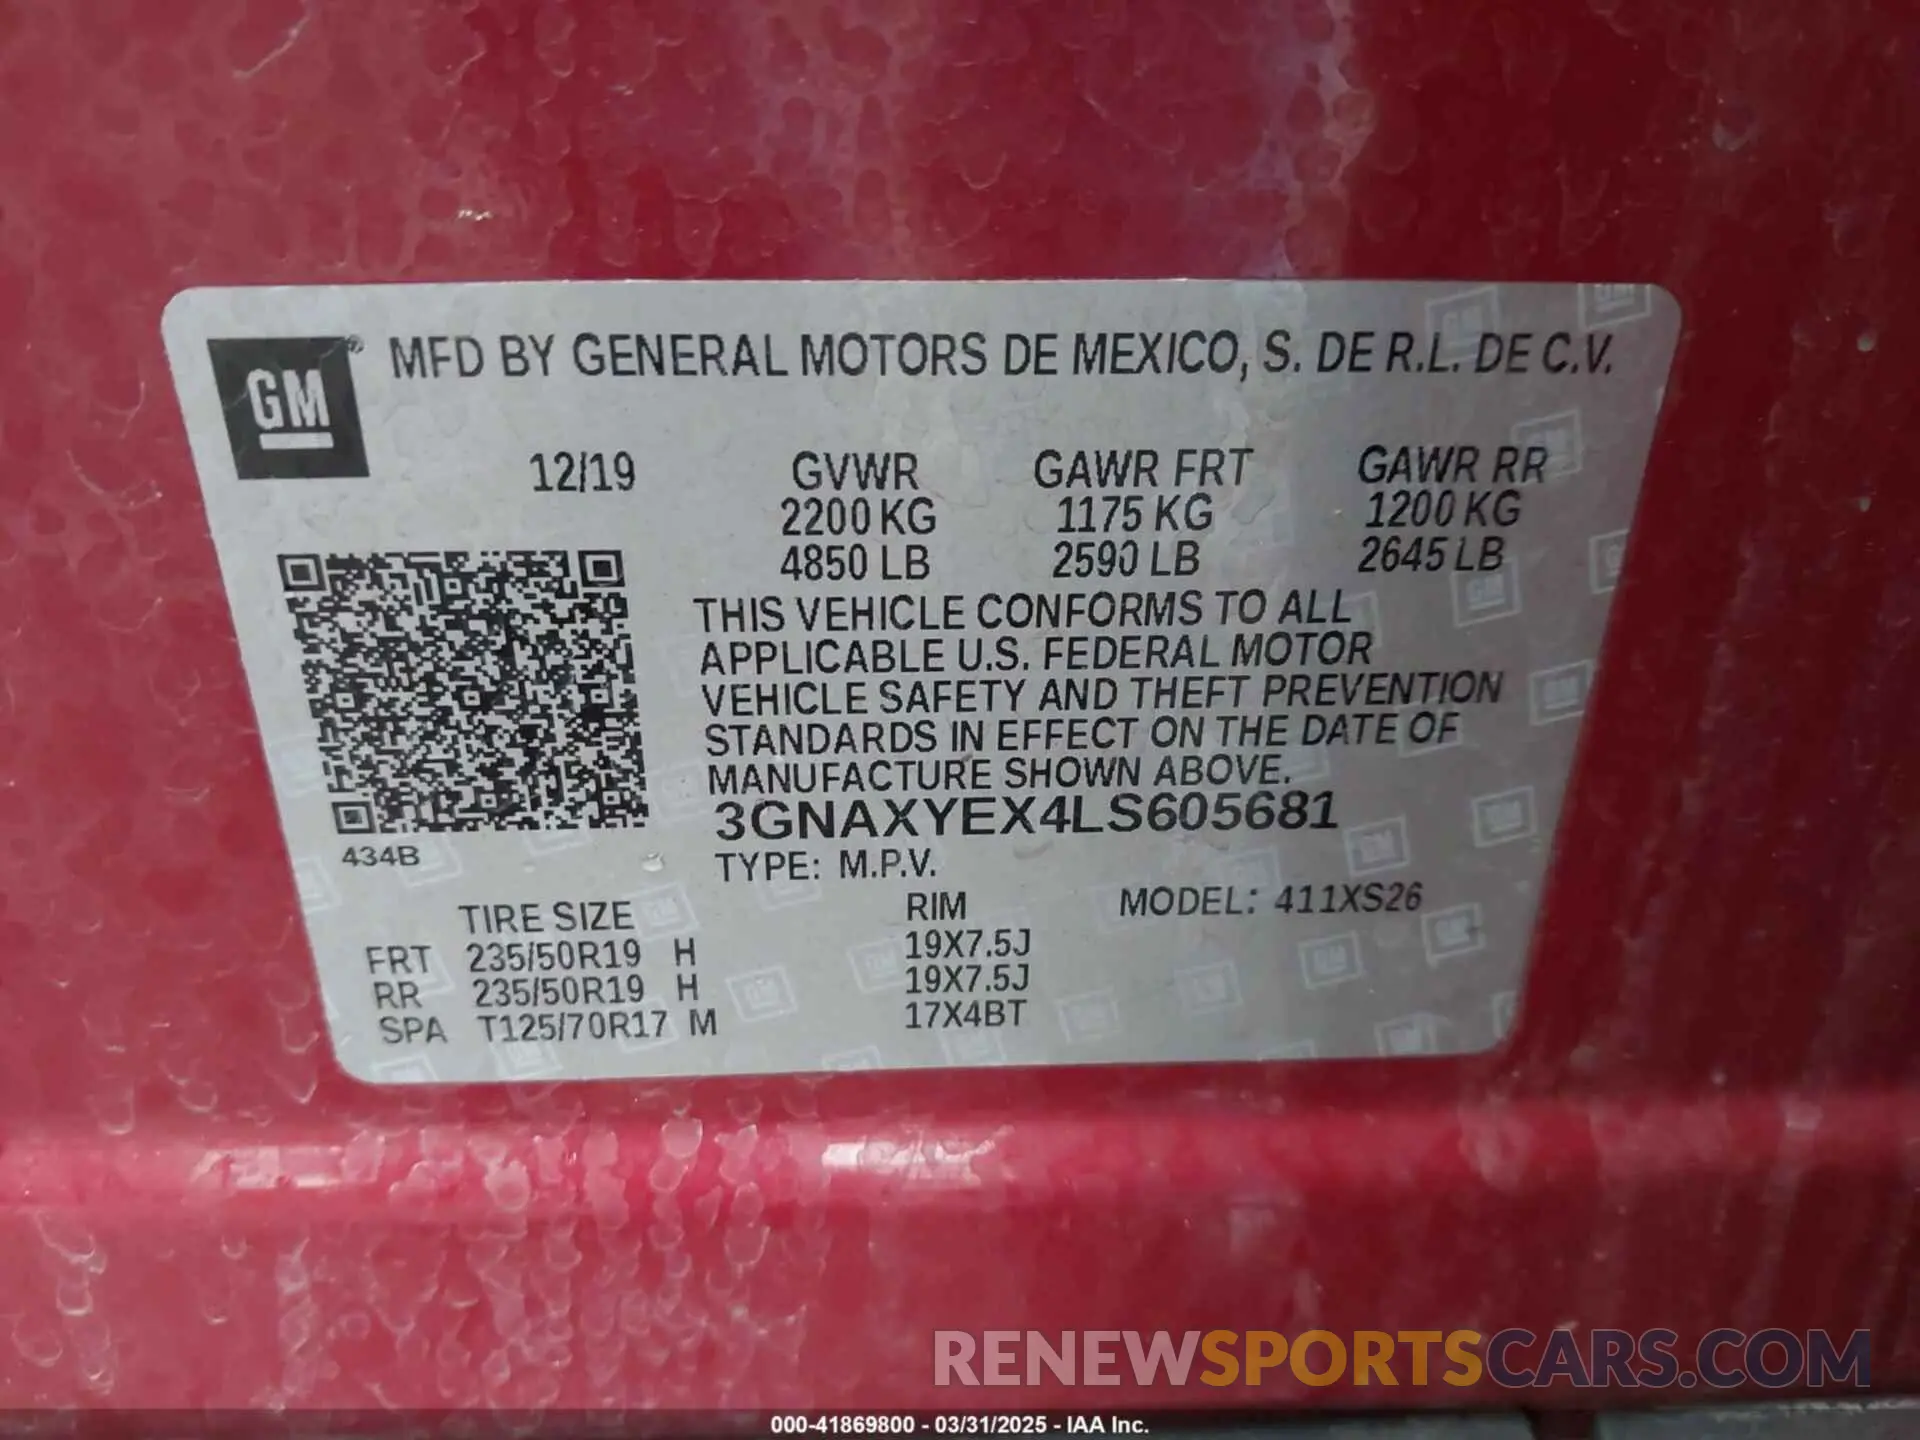 GM ® MFD BY GENERAL MOTORS DE MEXICO, S. DE R.L. DE C.V.
12/19 GVWR GAWR FRT GAWR RR
2200 KG 1175 KG 1200 KG
4850 LB 2590 LB 2645 LB
THIS VEHICLE CONFORMS TO ALL
APPLICABLE U.S. FEDERAL MOTOR
VEHICLE SAFETY AND THEFT PREVENTION
STANDARDS IN EFFECT ON THE DATE OF
MANUFACTURE SHOWN ABOVE.
3GNAXYEX4LS605681
434B
TYPE: M.P.V.
TIRE SIZE RIM MODEL: 411XS26
FRT 235/50R19 H 19X7.5J
RR 235/50R19 H 19X7.5J
SPA T125/70R17 M 17X4BT
RENEWSPORTSCARS.COM
000-41869800 - 03/31/2025 - IAA Inc.